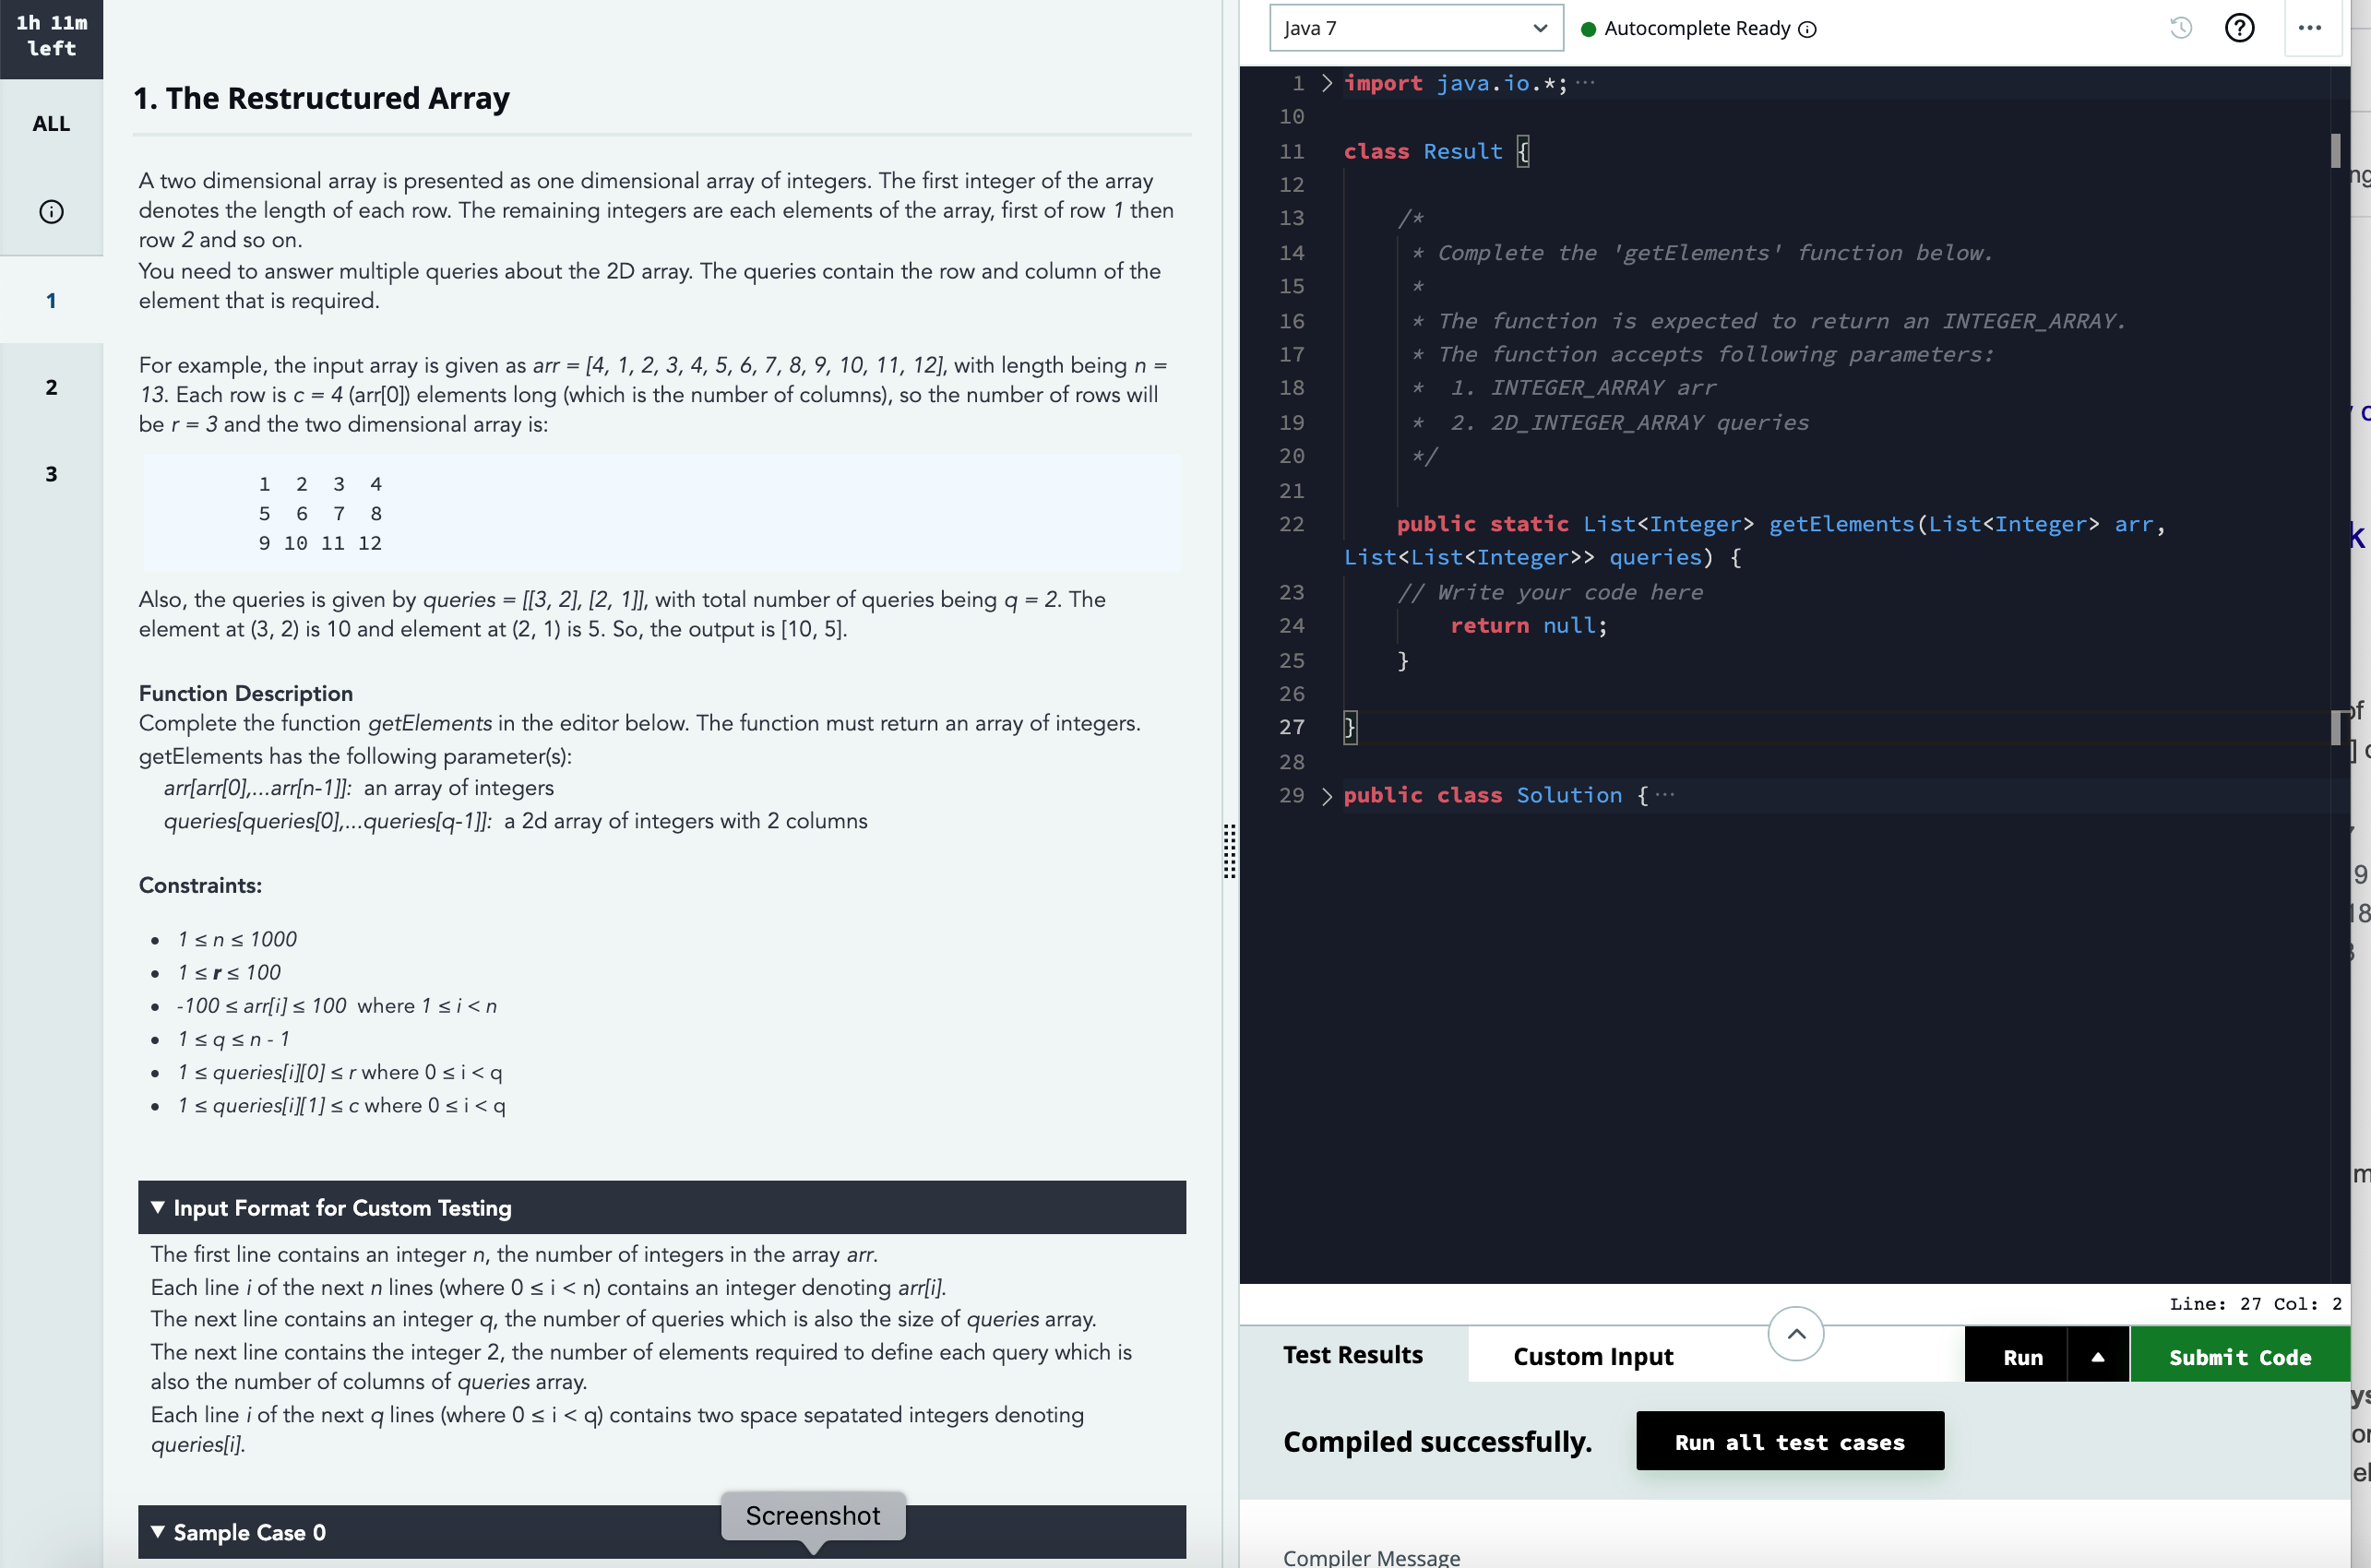 1h 11m
left
ALL
1
2
3
1. The Restructured Array
A two dimensional array is presented as one dimensional array of integers. The first integer of the array
denotes the length of each row. The remaining integers are each elements of the array, first of row 1 then
row 2 and so on.
You need to answer multiple queries about the 2D array. The queries contain the row and column of the
element that is required.
For example, the input array is given as arr = [4, 1, 2, 3, 4, 5, 6, 7, 8, 9, 10, 11, 12], with length being n =
13. Each row is c = 4 (arr[0]) elements long (which is the number of columns), so the number of rows will
be r = 3 and the two dimensional array is:
1 2 3 4
5 6 7 8
9 10 11 12
Also, the queries is given by queries = [[3, 2], [2, 1]], with total number of queries being q = 2. The
element at (3, 2) is 10 and element at (2, 1) is 5. So, the output is [10, 5].
Function Description
Complete the function getElements in the editor below. The function must return an array of integers.
getElements has the following parameter(s):
arr[arr[0],...arr[n-1]]: an array of integers
queries[queries[0],...queries[q-1]]: a 2d array of integers with 2 columns
Constraints:
• 1 ≤ n ≤ 1000
• 1 ≤ r ≤ 100
• -100 ≤ arr[i] ≤ 100 where 1 ≤ i < n
• 1 ≤ q ≤ n - 1
• 1 ≤ queries[i][0] ≤ r where 0 ≤ i < q
• 1 ≤ queries[i][1] ≤ c where 0 ≤ i < q
▼ Input Format for Custom Testing
The first line contains an integer n, the number of integers in the array arr.
Each line i of the next n lines (where 0 ≤ i < n) contains an integer denoting arr[i].
The next line contains an integer q, the number of queries which is also the size of queries array.
The next line contains the integer 2, the number of elements required to define each query which is
also the number of columns of queries array.
Each line i of the next q lines (where 0 ≤ i < q) contains two space sepatated integers denoting
queries[i].
▼ Sample Case 0
Screenshot
Java 7
Autocomplete Ready
1 import java.io.*;···
10
11 class Result {
12
13 /*
14 * Complete the 'getElements' function below.
15 *
16 * The function is expected to return an INTEGER_ARRAY.
17 * The function accepts following parameters:
18 * 1. INTEGER_ARRAY arr
19 * 2. 2D_INTEGER_ARRAY queries
20 */
21
22 public static List<Integer> getElements(List<Integer> arr,
List<List<Integer>> queries) {
23 // Write your code here
24 return null;
25 }
26
27 }
28
29 public class Solution {···
Line: 27 Col: 2
Test Results
Custom Input
Run
Submit Code
Compiled successfully.
Run all test cases
Compiler Message